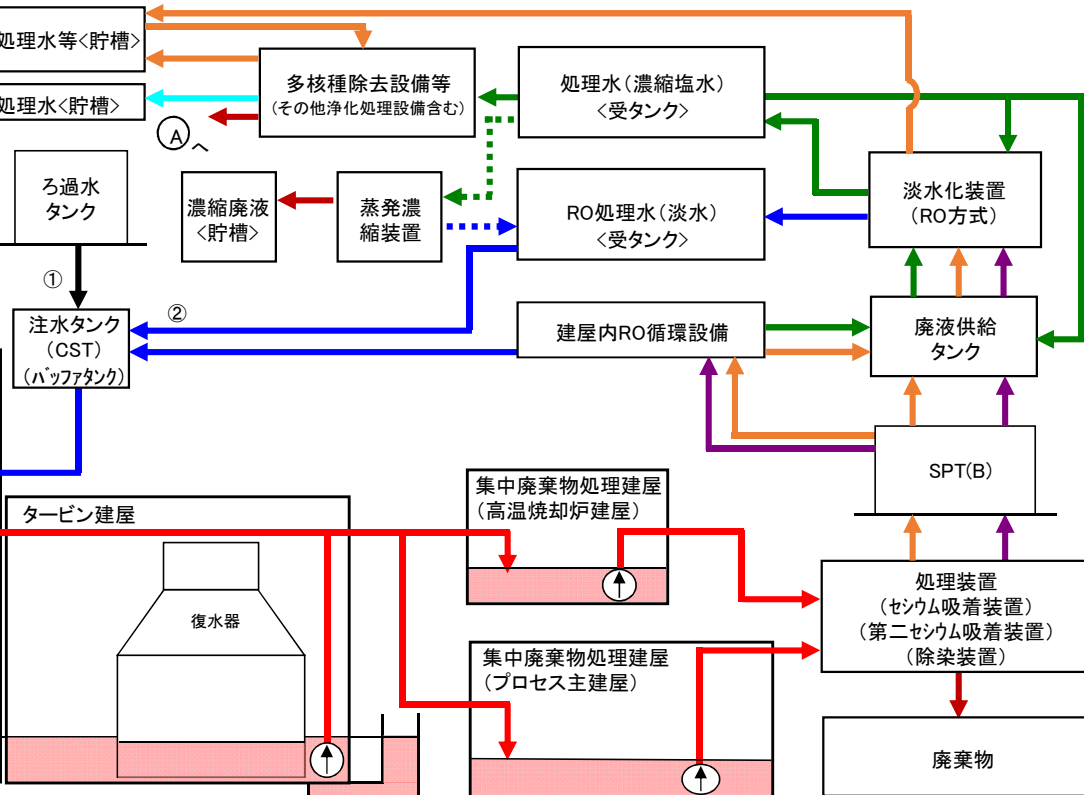 処理水等<貯槽>
多核種除去設備等
(その他浄化処理設備含む)
処理水(濃縮塩水)
<受タンク>
処理水<貯槽>
A へ
ろ過水
タンク
濃縮廃液
<貯槽>
蒸発濃
縮装置
RO処理水(淡水)
<受タンク>
淡水化装置
(RO方式)
①
②
注水タンク
(CST)
(バッファタンク)
建屋内RO循環設備
廃液供給
タンク
SPT(B)
タービン建屋
復水器
集中廃棄物処理建屋
(高温焼却炉建屋)
処理装置
(セシウム吸着装置)
(第二セシウム吸着装置)
(除染装置)
集中廃棄物処理建屋
(プロセス主建屋)
廃棄物